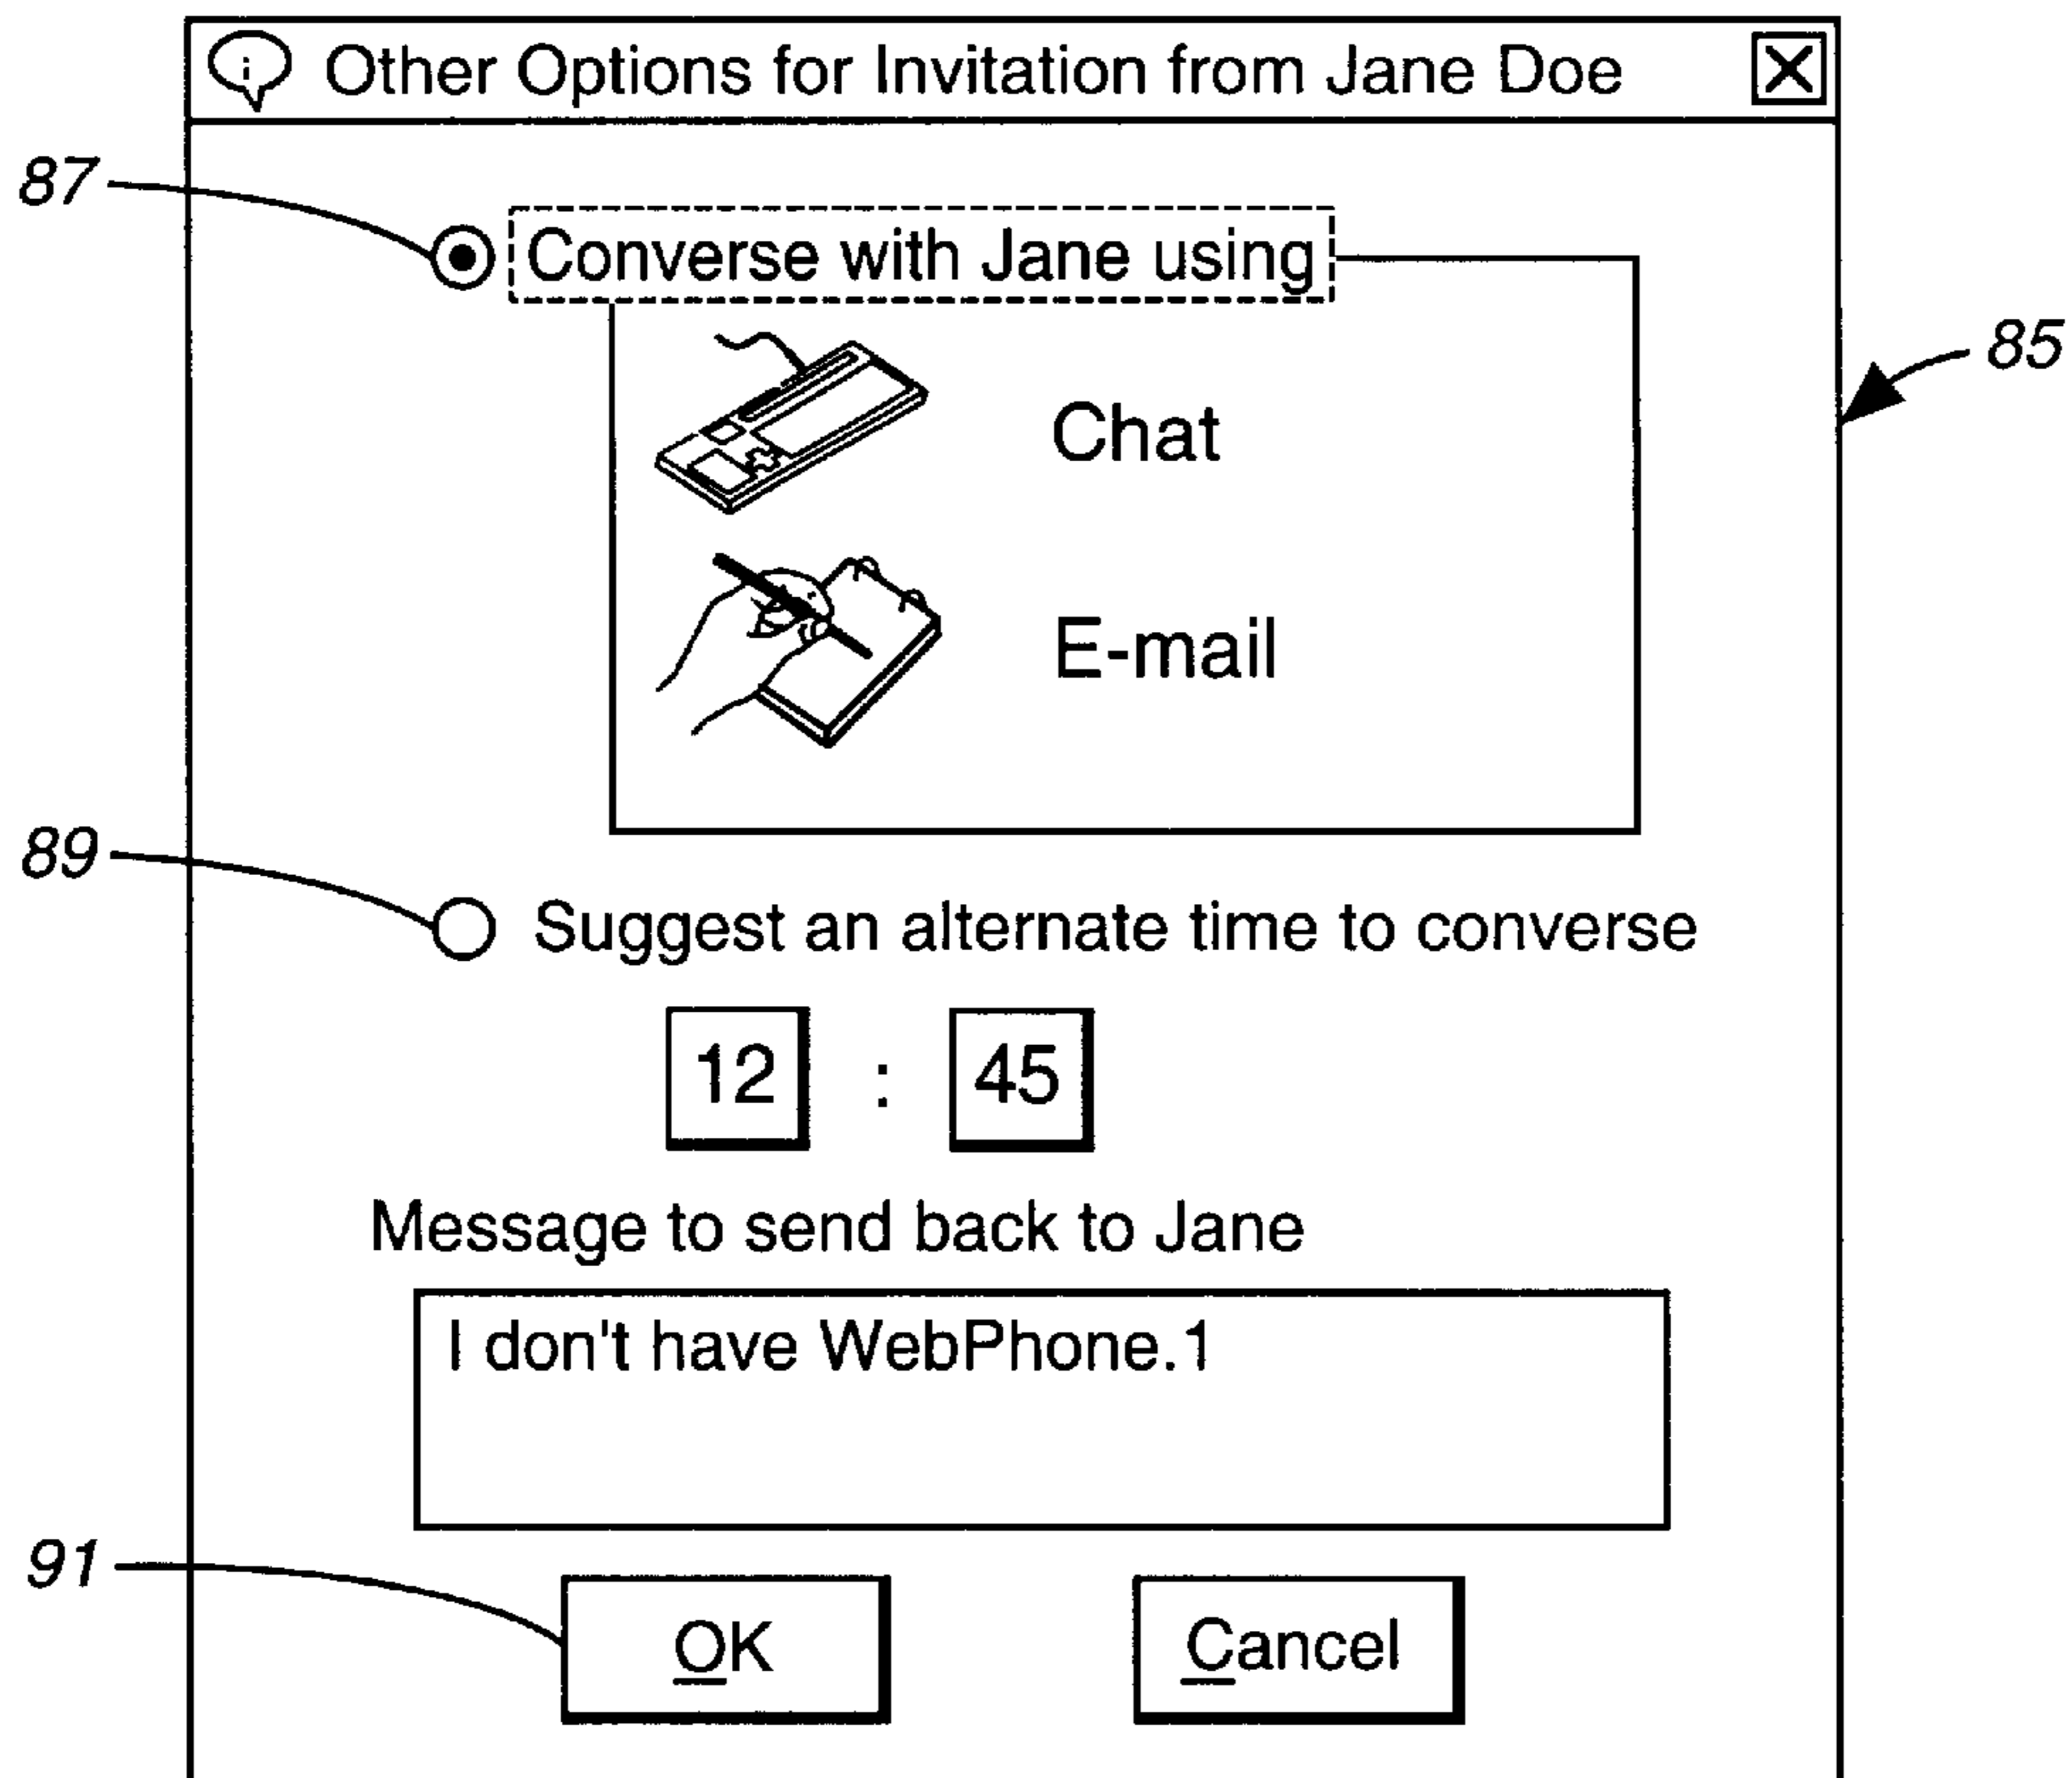 i Other Options for Invitation from Jane Doe X
87
Converse with Jane using
85
Chat
E-mail
89
Suggest an alternate time to converse
12 : 45
Message to send back to Jane
I don't have WebPhone.1
91
OK Cancel